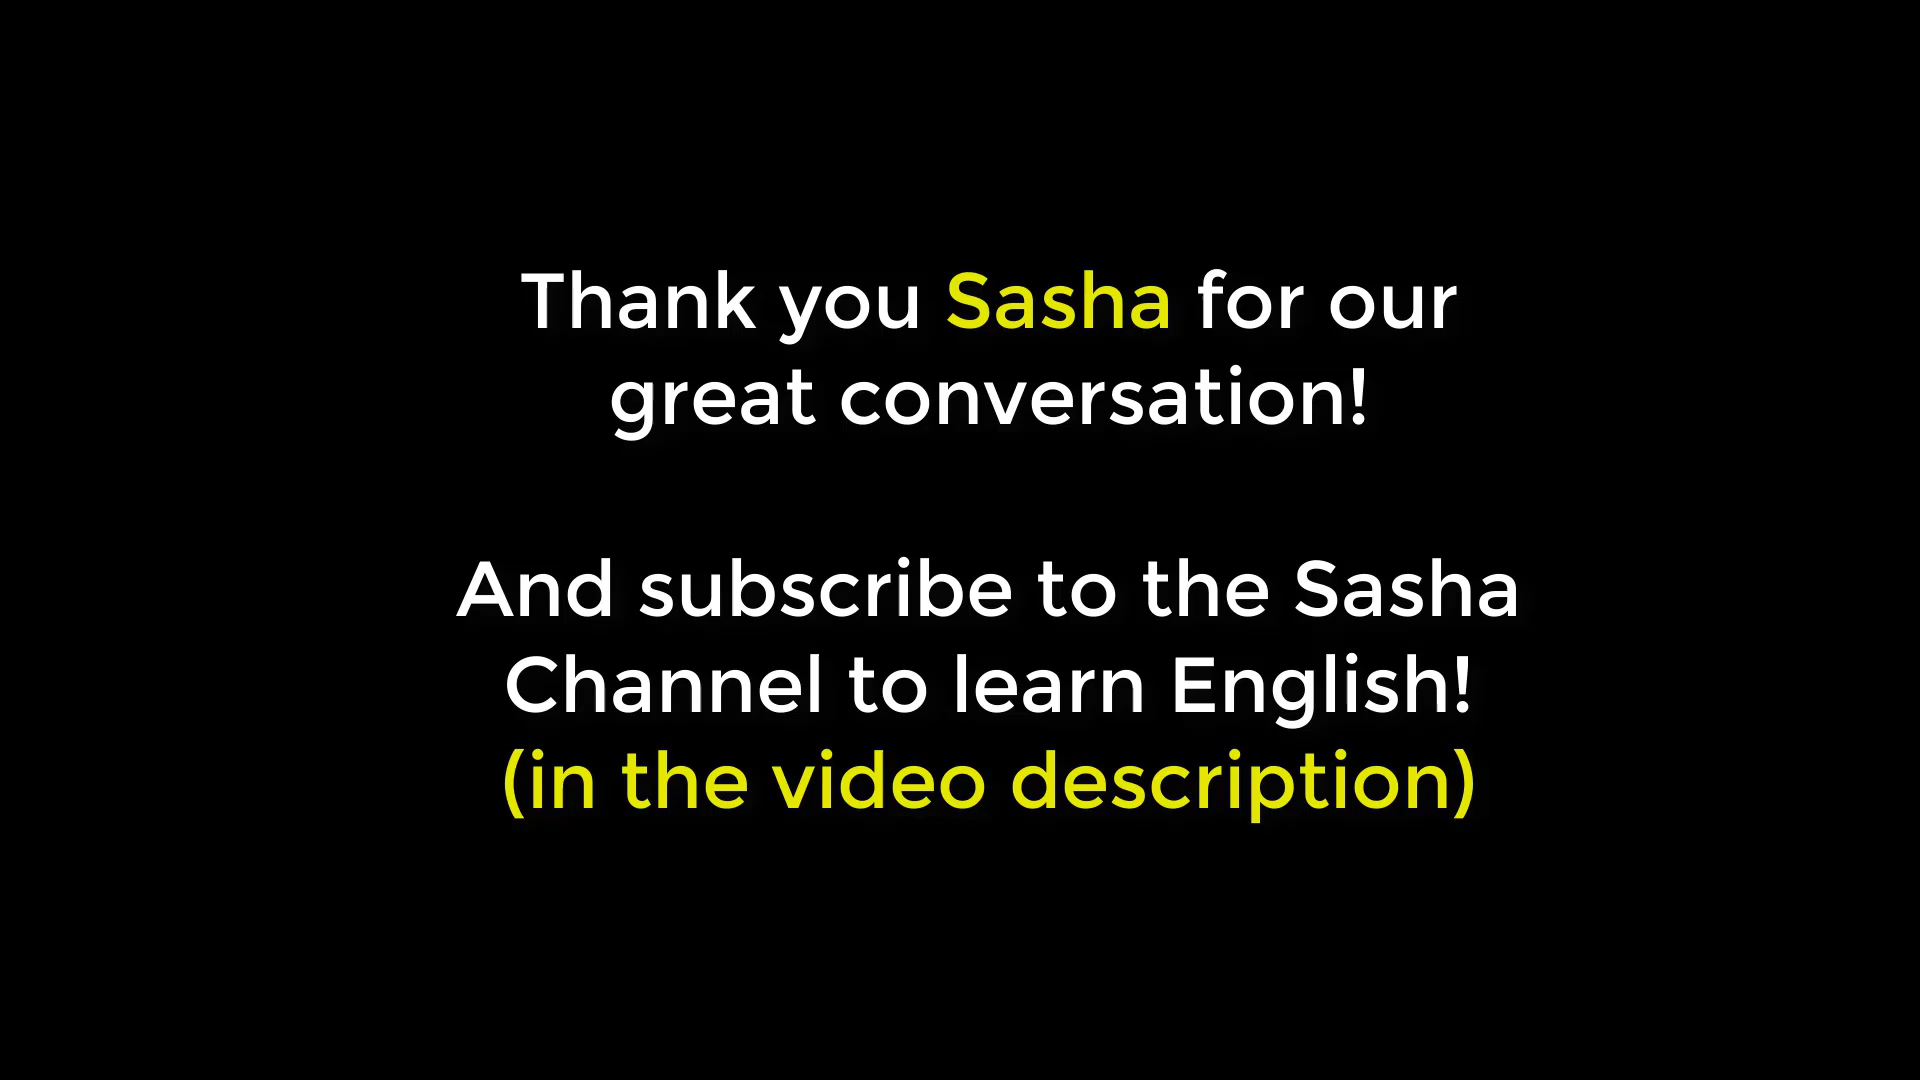 Thank you Sasha for our
great conversation!
And subscribe to the Sasha
Channel to learn English!
(in the video description)